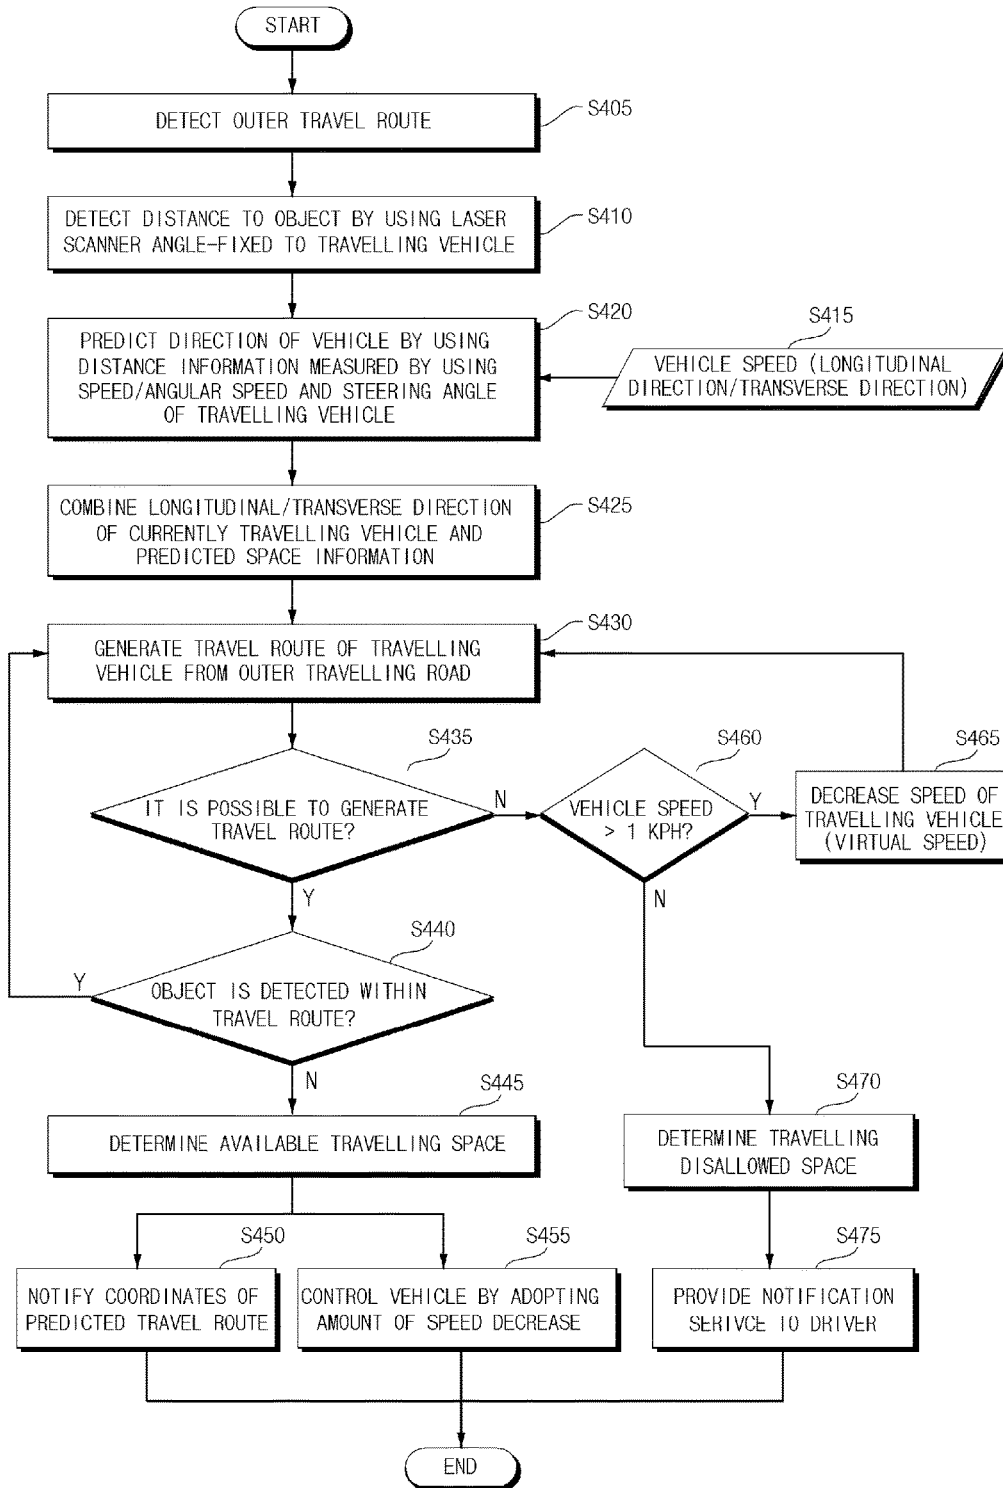 START
DETECT OUTER TRAVEL ROUTE
S405
DETECT DISTANCE TO OBJECT BY USING LASER
SCANNER ANGLE-FIXED TO TRAVELLING VEHICLE
S410
PREDICT DIRECTION OF VEHICLE BY USING
DISTANCE INFORMATION MEASURED BY USING
SPEED/ANGULAR SPEED AND STEERING ANGLE
OF TRAVELLING VEHICLE
S420
S415
VEHICLE SPEED (LONGITUDINAL
DIRECTION/TRANSVERSE DIRECTION)
COMBINE LONGITUDINAL/TRANSVERSE DIRECTION
OF CURRENTLY TRAVELLING VEHICLE AND
PREDICTED SPACE INFORMATION
S425
GENERATE TRAVEL ROUTE OF TRAVELLING
VEHICLE FROM OUTER TRAVELLING ROAD
S430
S435
IT IS POSSIBLE TO GENERATE
TRAVEL ROUTE?
N
Y
S460
VEHICLE SPEED
> 1 KPH?
Y
N
S465
DECREASE SPEED OF
TRAVELLING VEHICLE
(VIRTUAL SPEED)
S440
OBJECT IS DETECTED WITHIN
TRAVEL ROUTE?
Y
N
S445
DETERMINE AVAILABLE TRAVELLING SPACE
S470
DETERMINE TRAVELLING
DISALLOWED SPACE
S450
NOTIFY COORDINATES OF
PREDICTED TRAVEL ROUTE
S455
CONTROL VEHICLE BY ADOPTING
AMOUNT OF SPEED DECREASE
S475
PROVIDE NOTIFICATION
SERIVCE IO DRIVER
END